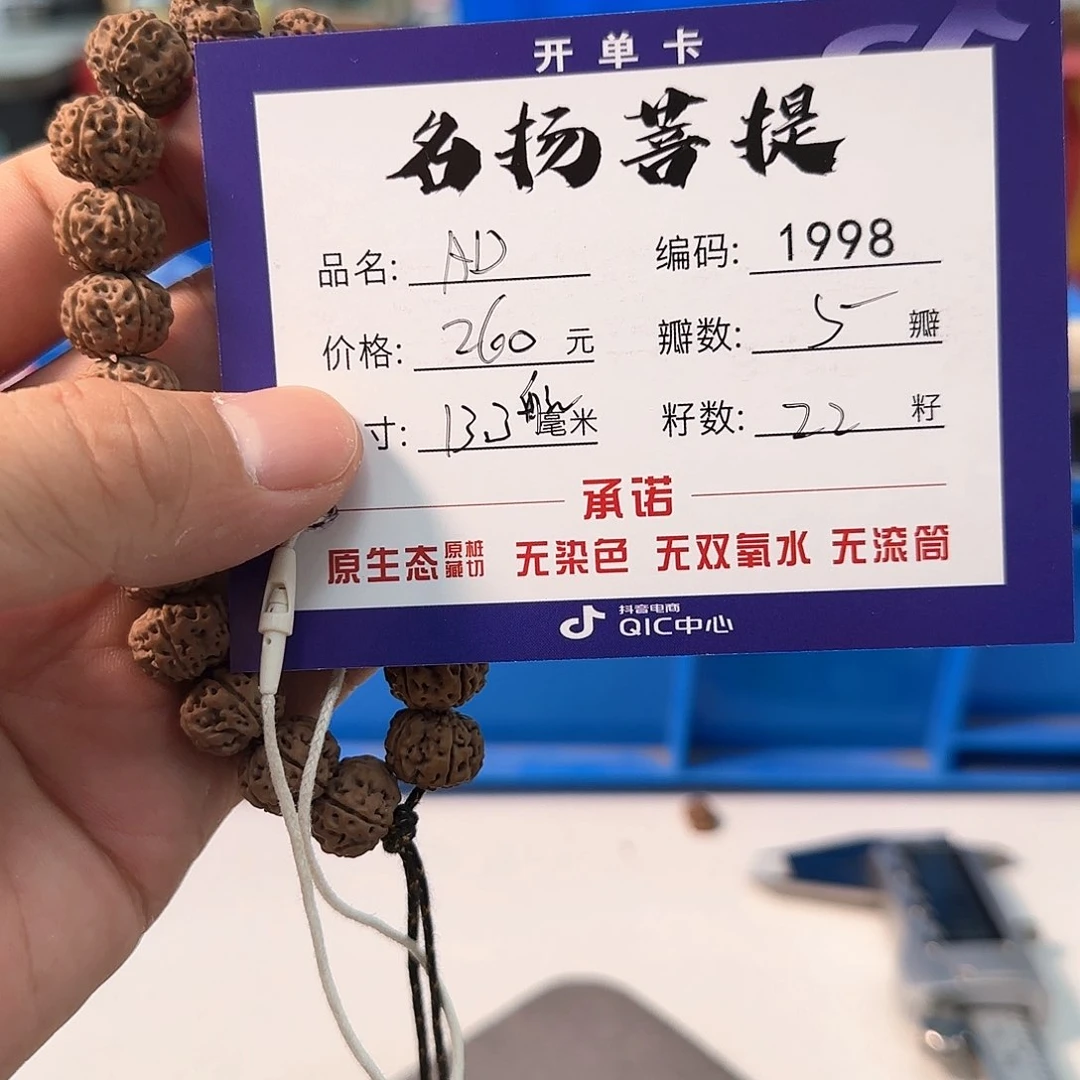 开单卡
名扬菩提
品名: AD 编码: 1998
价格: 260 元 瓣数: 5 瓣
寸: 13.3 毫米 籽数: 22 籽
承诺
原生态 原桩藏切 无染色 无双氧水 无滚筒
抖音电商
QIC中心